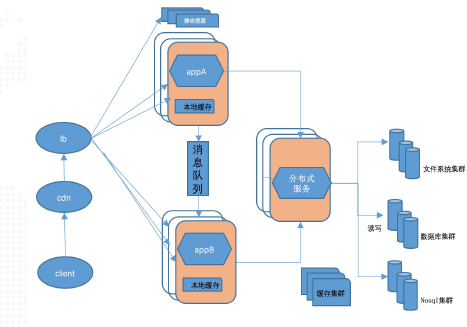 静态资源
appA
本地缓存
lb
消息队列
分布式服务
文件系统集群
cdn
读写
数据库集群
appB
client
本地缓存
缓存集群
Nosql集群